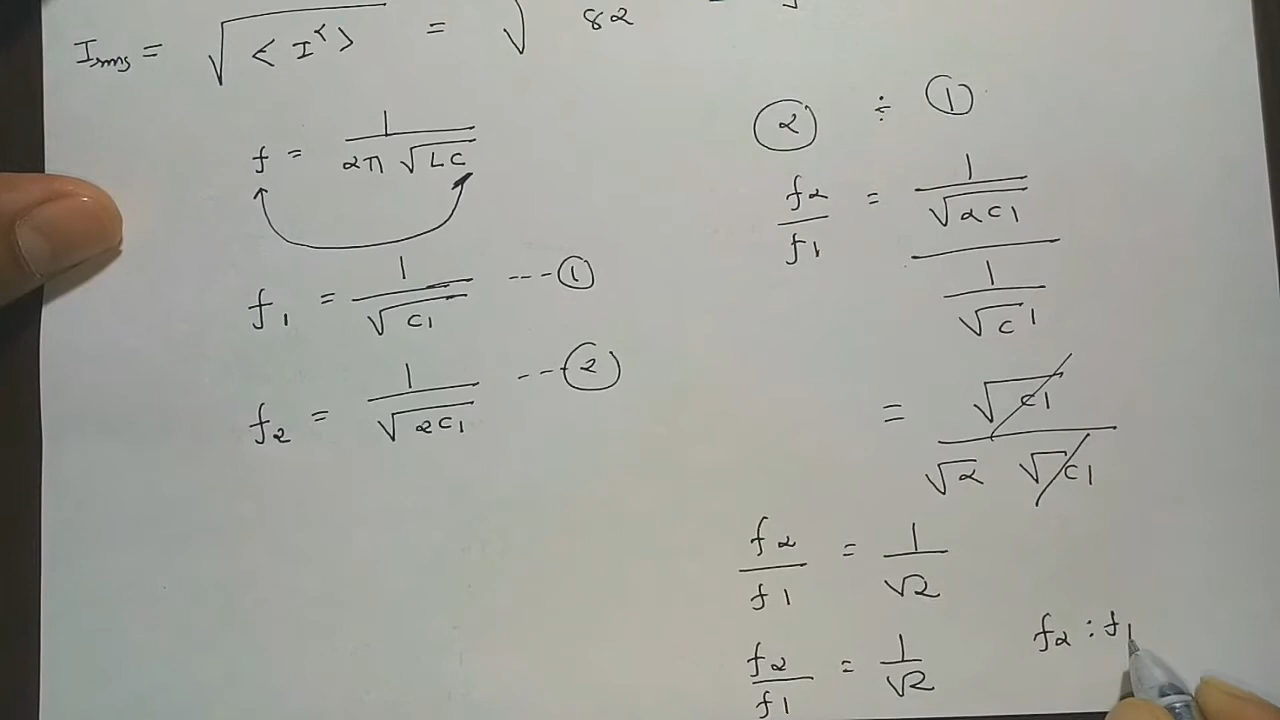 Irms = √<I²> = √ 82
f = 1 / 2π √LC
f1 = 1 / √C1 ---①
f2 = 1 / √2C1 ---②
② ÷ ①
f2 / f1 = 1 / √2C1 / 1 / √C1
= √C1 / √2 √C1
f2 / f1 = 1 / √2
f2 / f1 = 1 / √2
f2 : f1